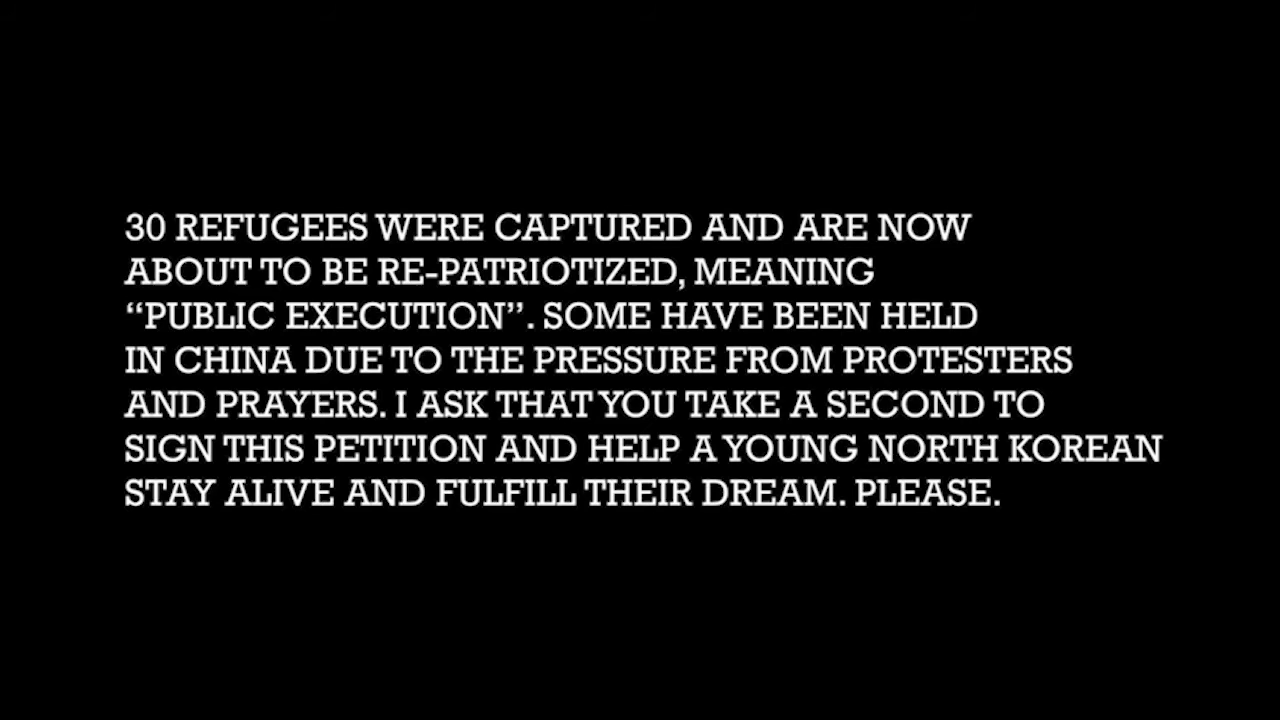 30 REFUGEES WERE CAPTURED AND ARE NOW
ABOUT TO BE RE-PATRIOTIZED, MEANING
“PUBLIC EXECUTION”. SOME HAVE BEEN HELD
IN CHINA DUE TO THE PRESSURE FROM PROTESTERS
AND PRAYERS. I ASK THAT YOU TAKE A SECOND TO
SIGN THIS PETITION AND HELP A YOUNG NORTH KOREAN
STAY ALIVE AND FULFILL THEIR DREAM. PLEASE.